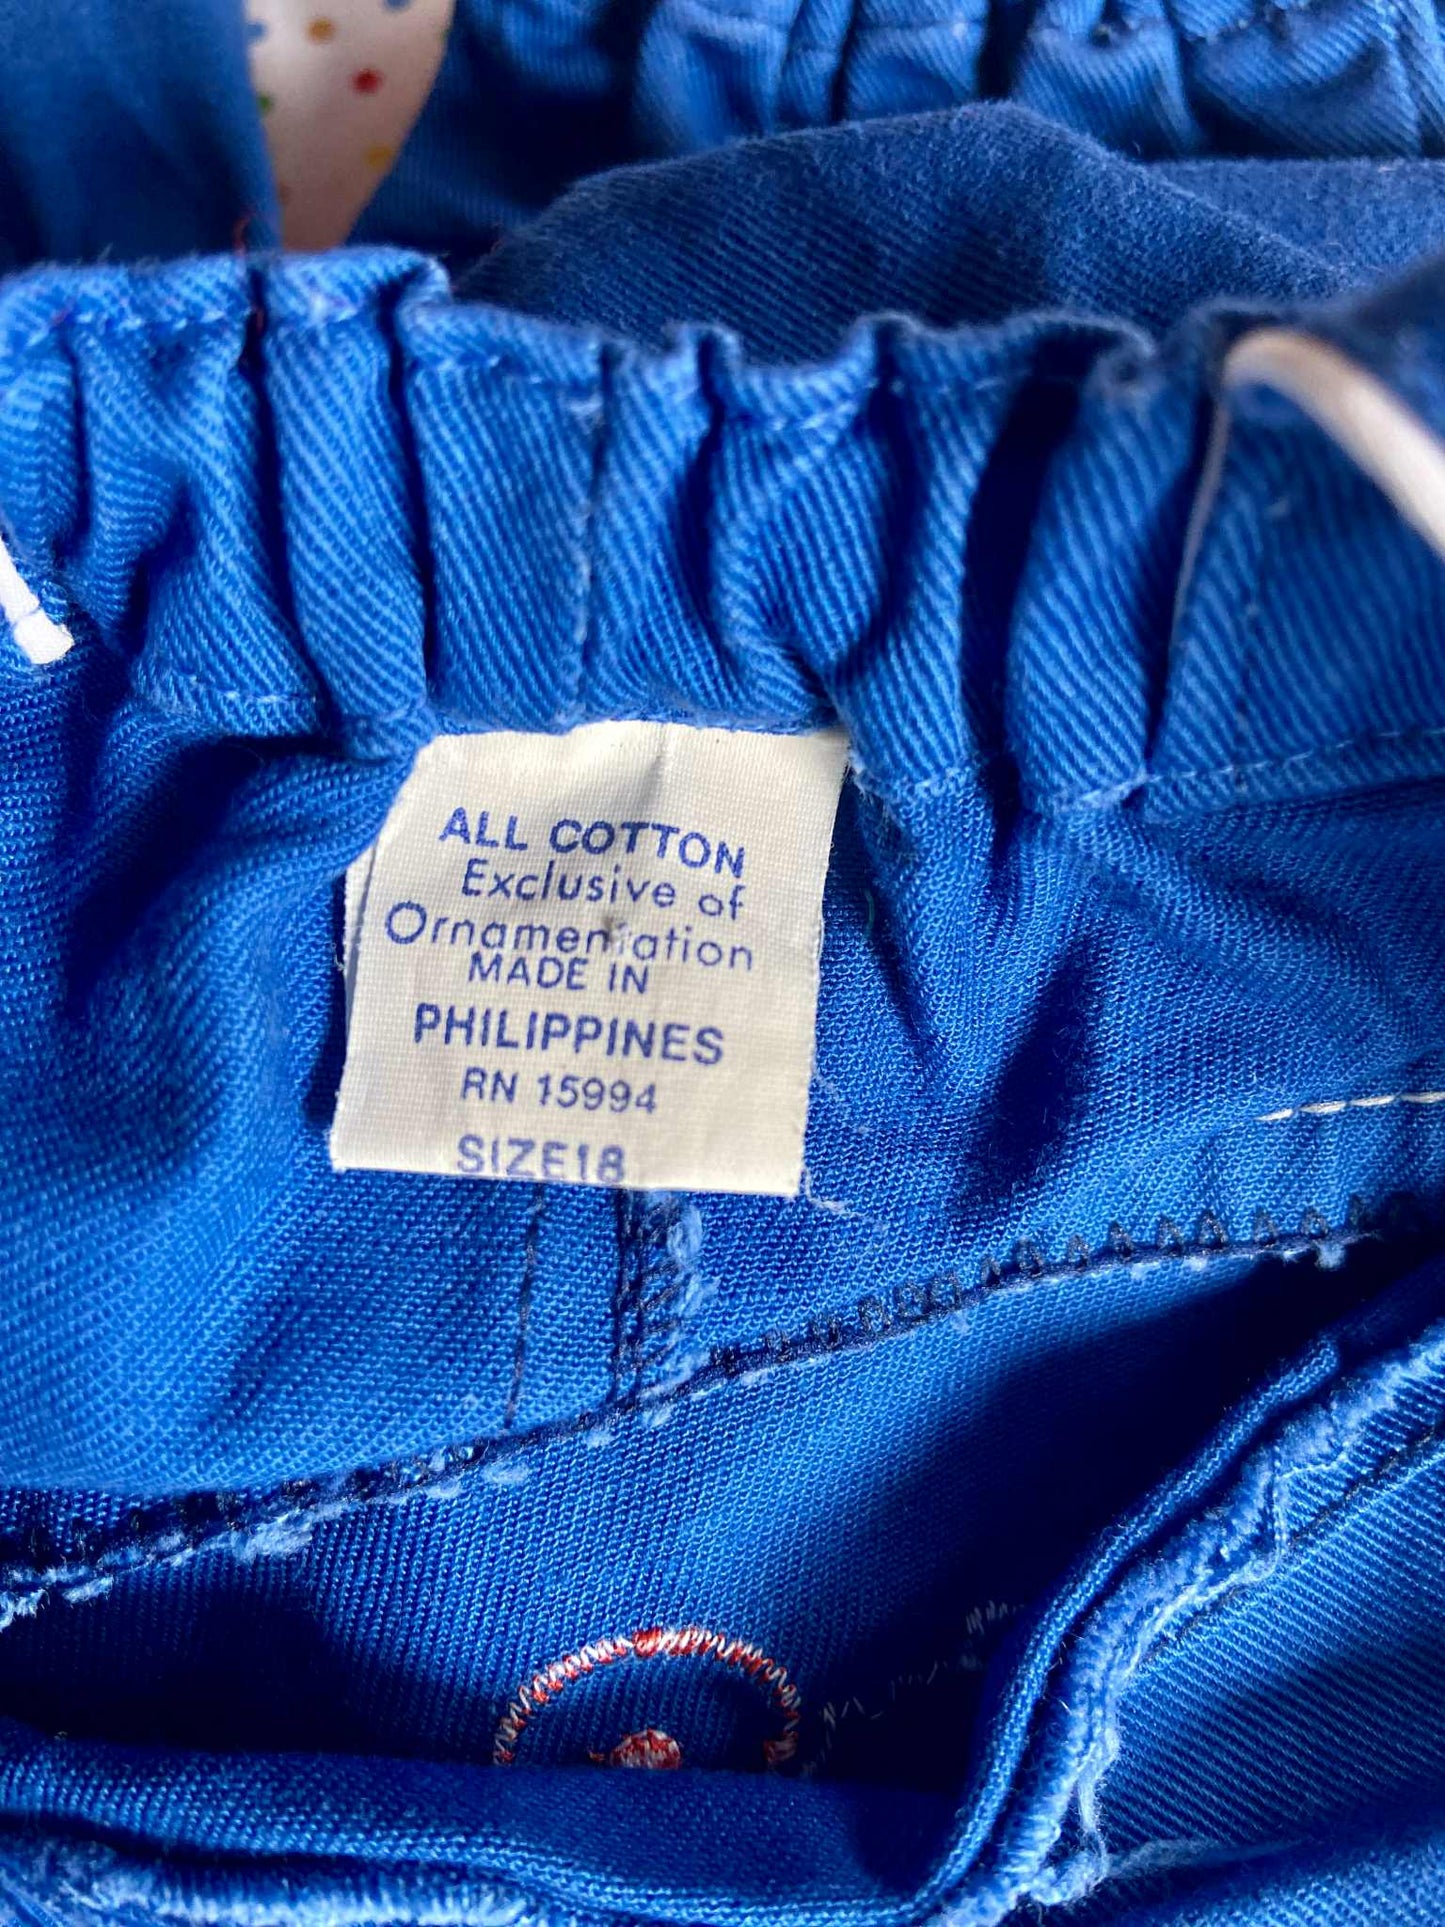 ALL COTTON
Exclusive of
Ornamentation
MADE IN
PHILIPPINES
RN 15994
SIZE18